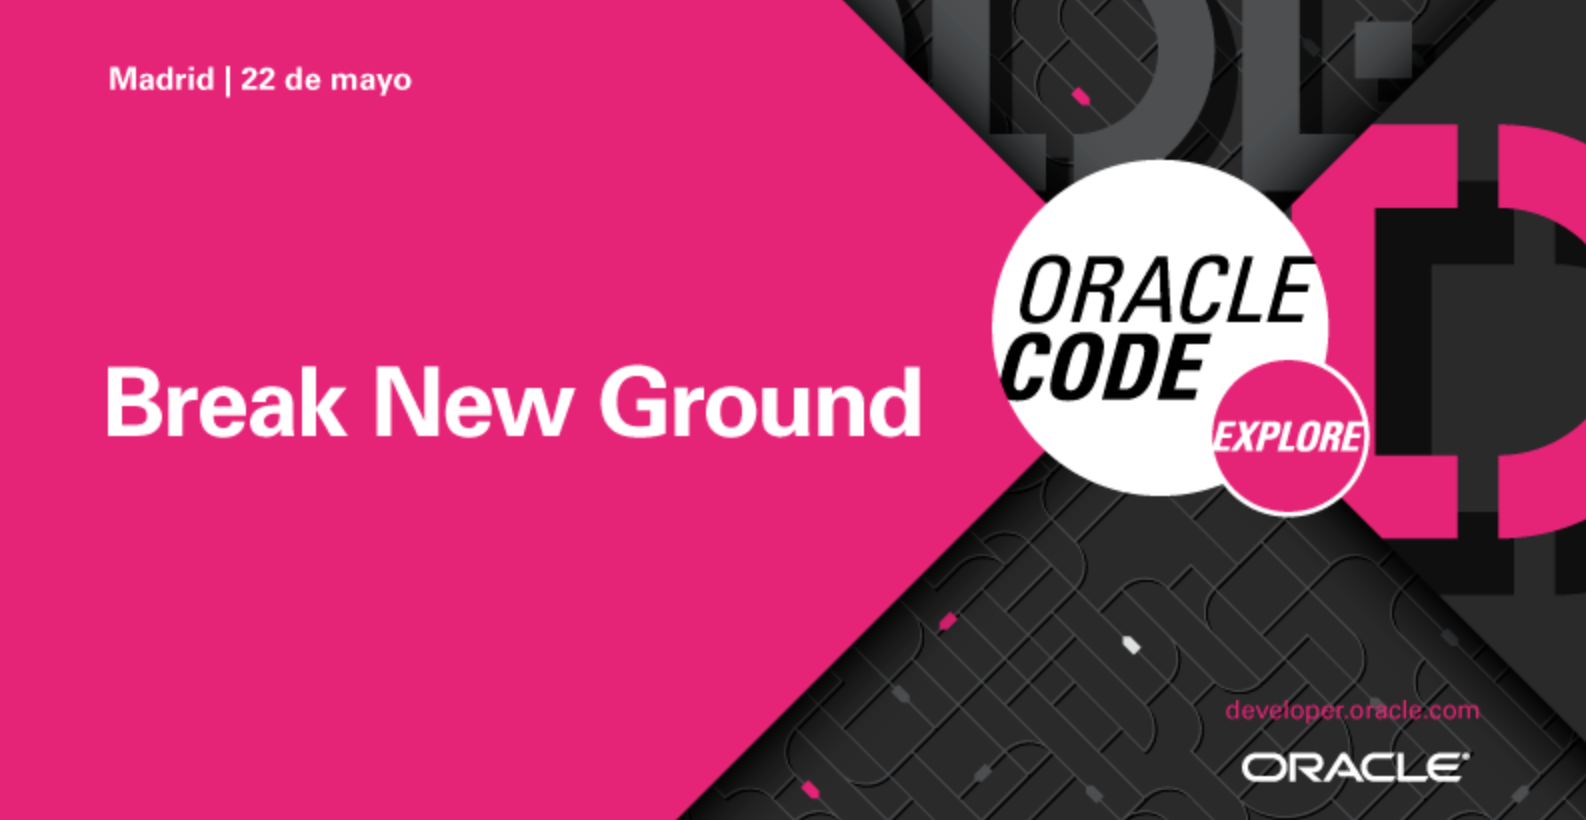 Madrid | 22 de mayo
Break New Ground
ORACLE
CODE
EXPLORE
developer.oracle.com
ORACLE®